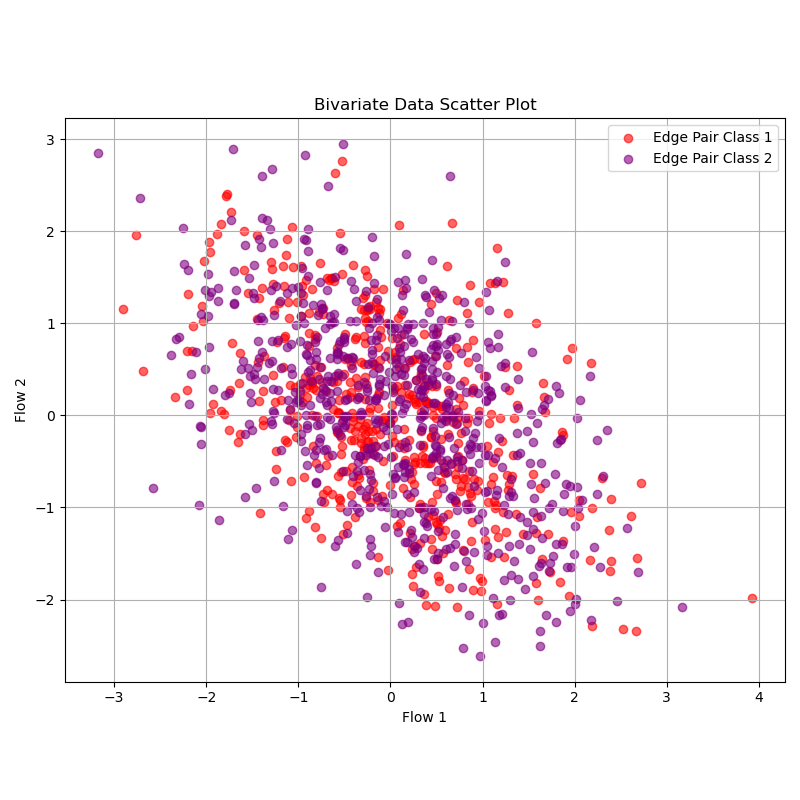 Bivariate Data Scatter Plot
Edge Pair Class 1
Edge Pair Class 2
3
2
1
0
−1
−2
Flow 2
−3 −2 −1 0 1 2 3 4
Flow 1